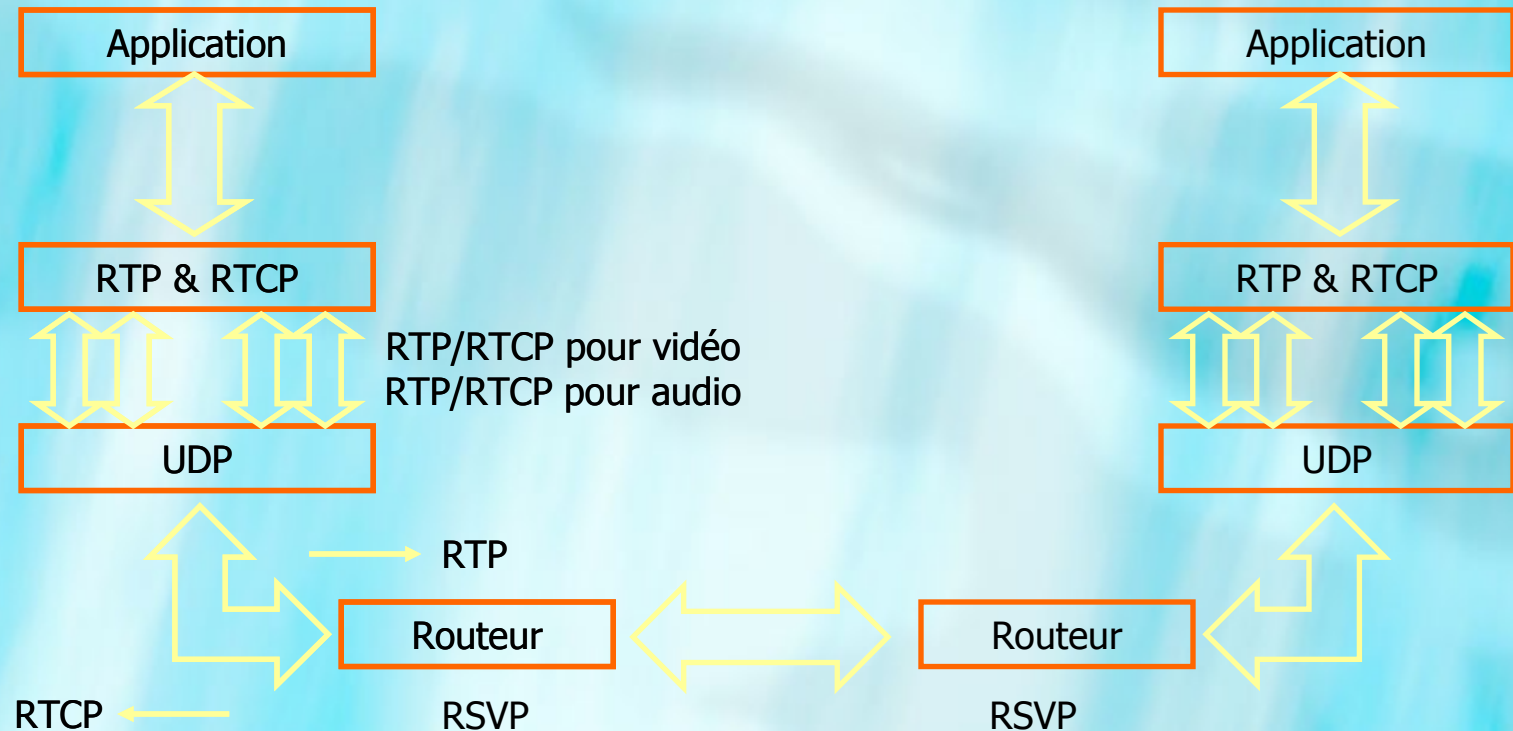 Application
Application
RTP & RTCP
RTP & RTCP
RTP/RTCP pour vidéo
RTP/RTCP pour audio
UDP
UDP
RTP
Routeur
Routeur
RTCP
RSVP
RSVP